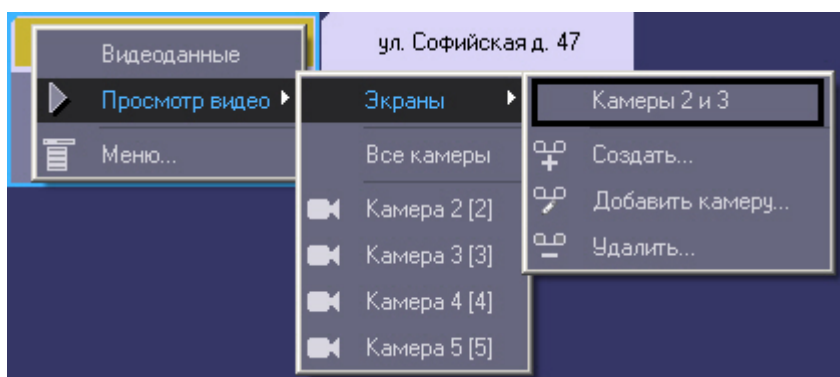 ул. Софийская д. 47
Видеоданные
Просмотр видео
Меню...
Экраны
Все камеры
Камера 2 [2]
Камера 3 [3]
Камера 4 [4]
Камера 5 [5]
Камеры 2 и 3
Создать...
Добавить камеру...
Удалить...